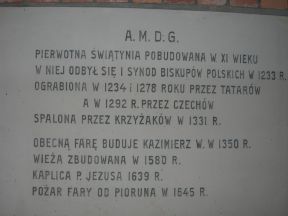 A.M.D.G.
PIERWOTNA ŚWIĄTYNIA POBUDOWANA W XI WIEKU
W NIEJ ODBYŁ SIĘ I SYNOD BISKUPÓW POLSKICH W 1233 R.
OGRABIONA W 1234 I 1278 ROKU PRZEZ TATARÓW
A W 1292 R. PRZEZ CZECHÓW
SPALONA PRZEZ KRZYŻAKÓW W 1331 R.
OBECNĄ FARĘ BUDUJE KAZIMIERZ W. W 1350 R.
WIEŻA ZBUDOWANA W 1580 R.
KAPLICA P. JEZUSA 1639 R.
POŻAR FARY OD PIORUNA W 1645 R.